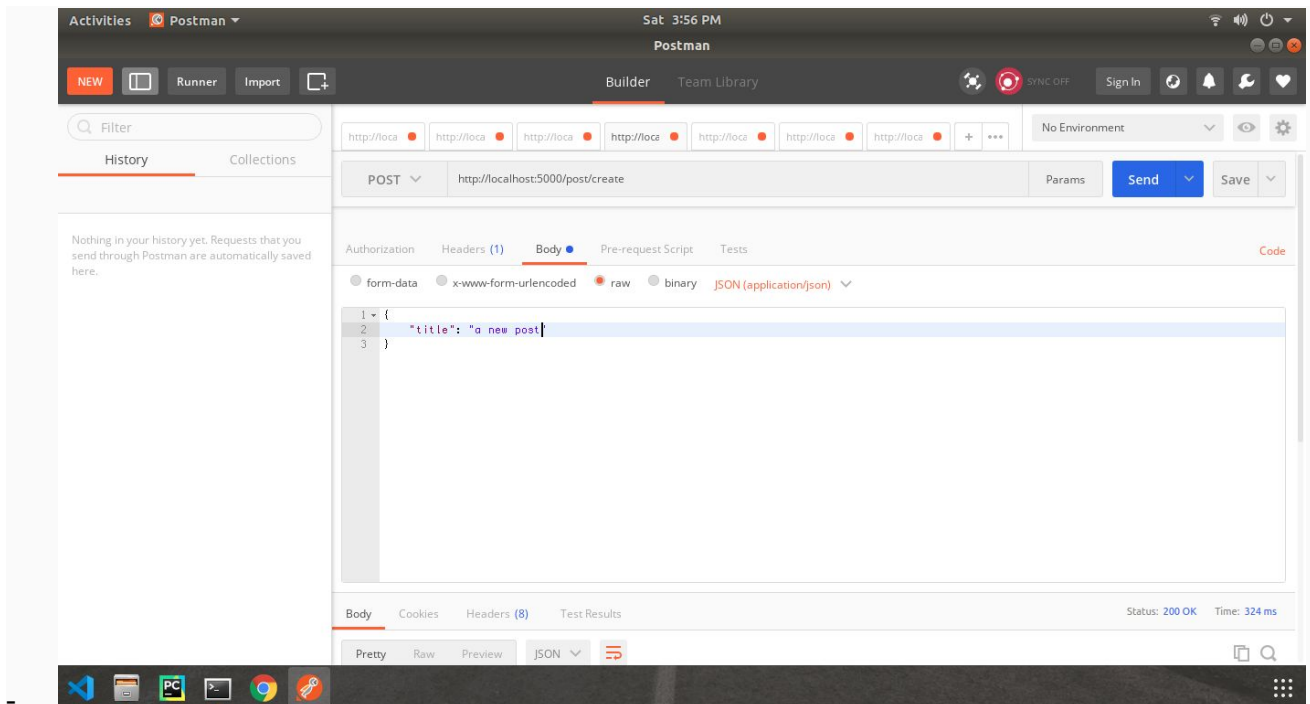 Activities Postman
Sat 3:56 PM
Postman
NEW Runner Import Builder Team Library SYNC OFF Sign In
Filter
History Collections
Nothing in your history yet. Requests that you
send through Postman are automatically saved
here.
http://loca http://loca http://loca http://loca http://loca http://loca http://loca + ••• No Environment
POST http://localhost:5000/post/create Params Send Save
Authorization Headers (1) Body Pre-request Script Tests Code
form-data x-www-form-urlencoded raw binary JSON (application/json)
1 {
2 "title": "a new post"
3 }
Body Cookies Headers (8) Test Results Status: 200 OK Time: 324 ms
Pretty Raw Preview JSON
PC
-